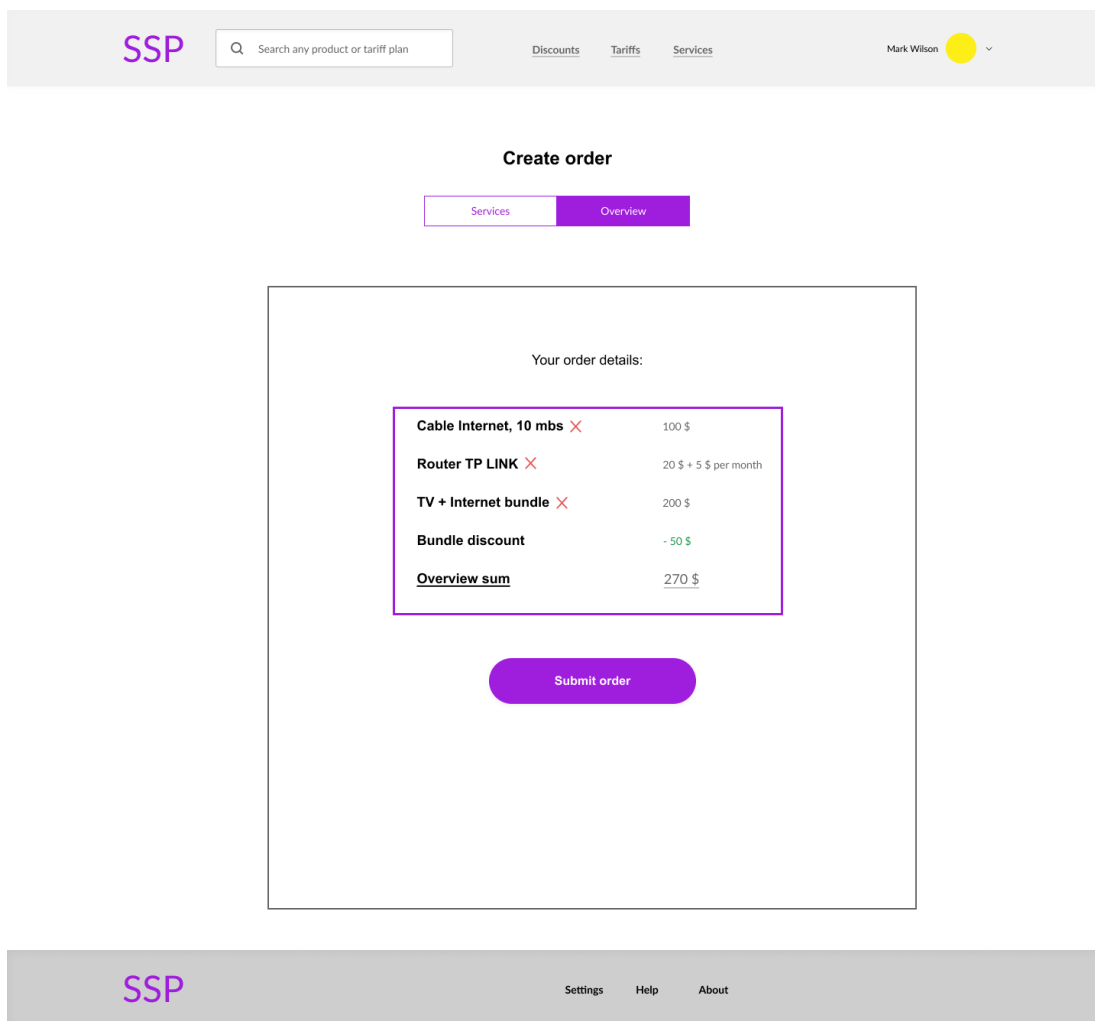 SSP
Search any product or tariff plan
Discounts Tariffs Services
Mark Wilson
Create order
Services Overview
Your order details:
Cable Internet, 10 mbs 100 $
Router TP LINK 20 $ + 5 $ per month
TV + Internet bundle 200 $
Bundle discount - 50 $
Overview sum 270 $
Submit order
SSP
Settings Help About